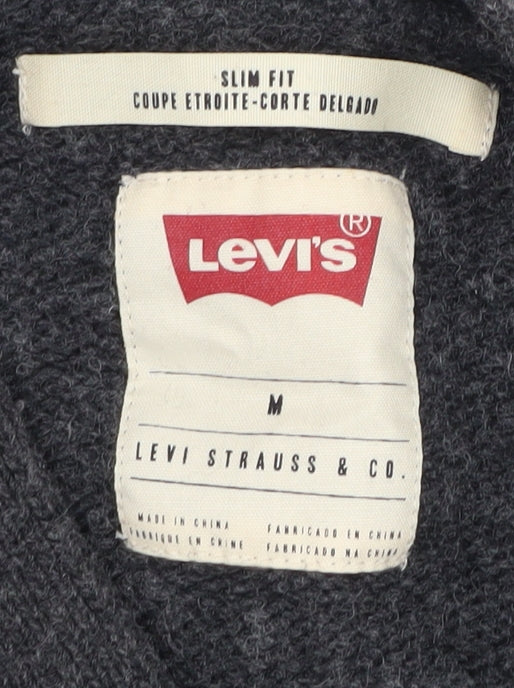 SLIM FIT
COUPE ETROITE-CORTE DELGADO
LEVI'S ®
M
LEVI STRAUSS & CO.
MADE IN CHINA
FABRIQUE EN CHINE
FABRICADO EN CHINA
FABRICADO NA CHINA